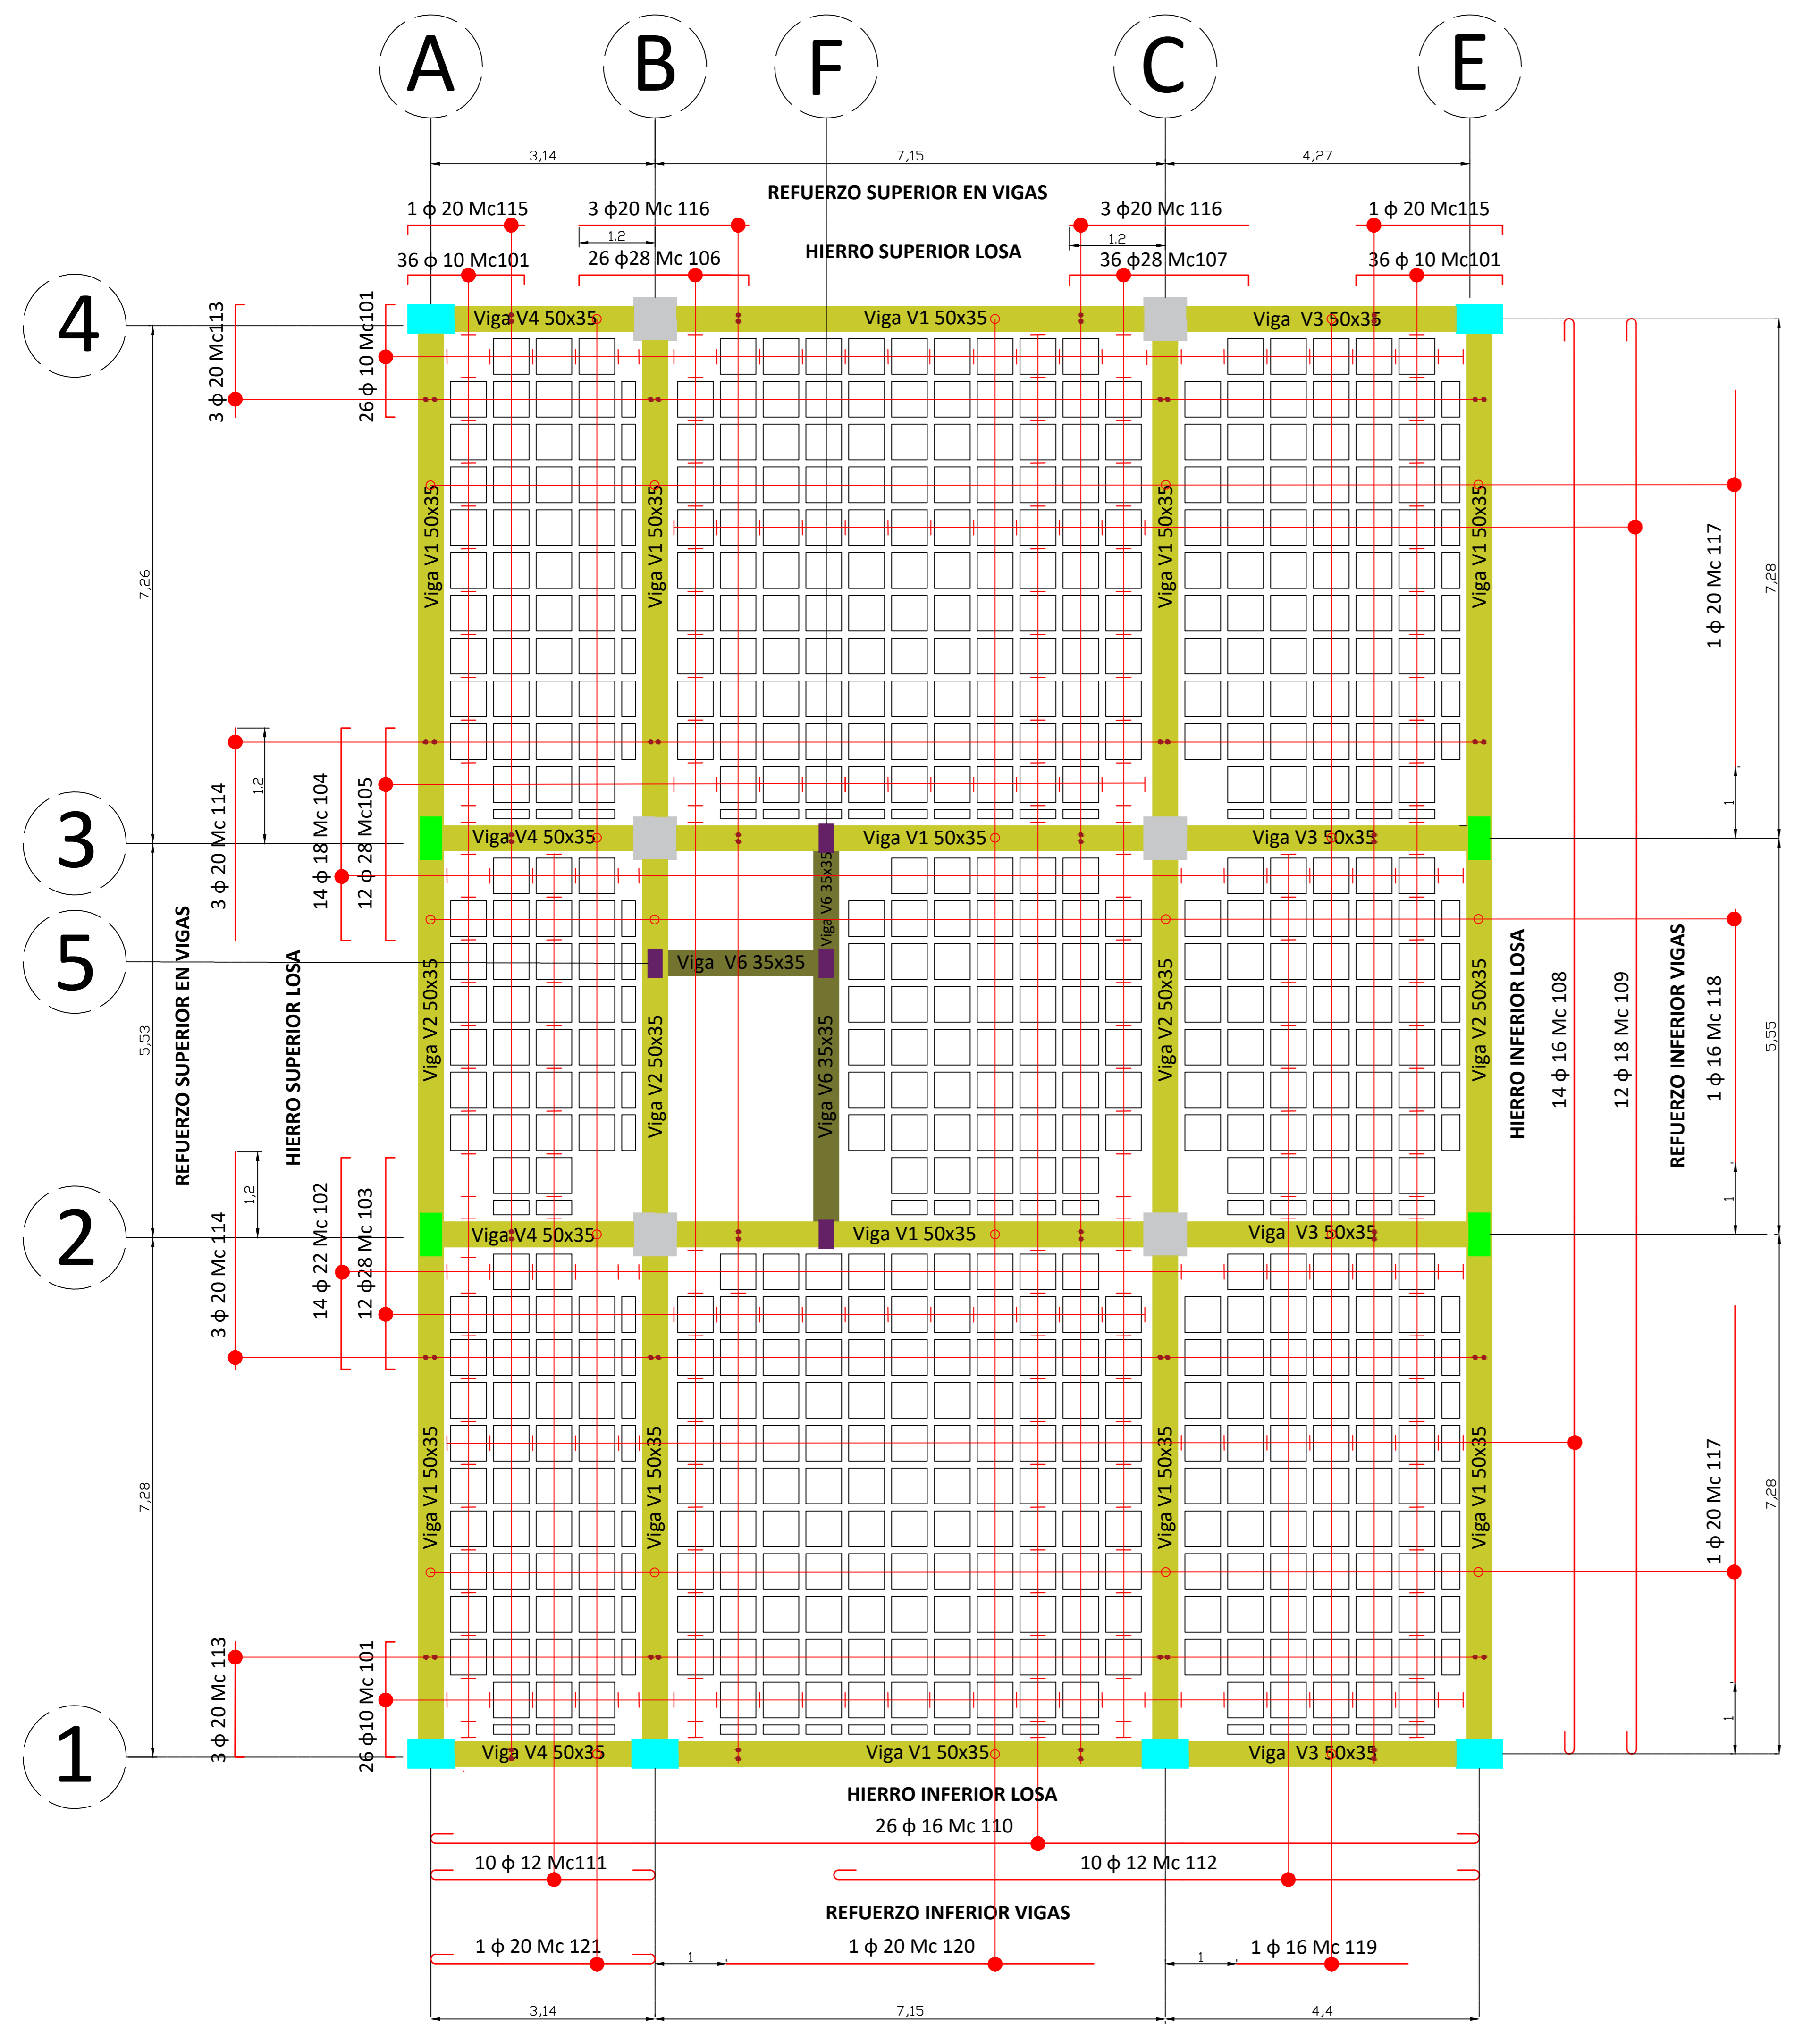 A B F C E
3,14 7,15 4,27
REFUERZO SUPERIOR EN VIGAS
1 ϕ 20 Mc115 3 ϕ20 Mc 116 3 ϕ20 Mc 116 1 ϕ 20 Mc115
1.2 1.2
HIERRO SUPERIOR LOSA
36 ϕ 10 Mc101 26 ϕ28 Mc 106 36 ϕ28 Mc107 36 ϕ 10 Mc101
4
Viga V4 50x35 Viga V1 50x35 Viga V3 50x35
3 ϕ 20 Mc113
26 ϕ 10 Mc101
7,26
Viga V1 50x35
Viga V1 50x35
Viga V1 50x35
Viga V1 50x35
1 ϕ 20 Mc 117
7,28
3 ϕ 20 Mc 114
1.2
14 ϕ 18 Mc 104
12 ϕ 28 Mc105
1
3
Viga V4 50x35 Viga V1 50x35 Viga V3 50x35
Viga V6 35x35
5
Viga V6 35x35
5,53
REFUERZO SUPERIOR EN VIGAS
HIERRO SUPERIOR LOSA
Viga V2 50x35
Viga V2 50x35
Viga V6 35x35
Viga V2 50x35
Viga V2 50x35
HIERRO INFERIOR LOSA
14 ϕ 16 Mc 108
12 ϕ 18 Mc 109
REFUERZO INFERIOR VIGAS
1 ϕ 16 Mc 118
5,55
3 ϕ 20 Mc 114
1,2
14 ϕ 22 Mc 102
12 ϕ28 Mc 103
1
2
Viga V4 50x35 Viga V1 50x35 Viga V3 50x35
7,28
Viga V1 50x35
Viga V1 50x35
Viga V1 50x35
Viga V1 50x35
1 ϕ 20 Mc 117
7,28
3 ϕ 20 Mc 113
26 ϕ10 Mc 101
1
1
Viga V4 50x35 Viga V1 50x35 Viga V3 50x35
HIERRO INFERIOR LOSA
26 ϕ 16 Mc 110
10 ϕ 12 Mc111 10 ϕ 12 Mc 112
REFUERZO INFERIOR VIGAS
1 ϕ 20 Mc 121 1 1 ϕ 20 Mc 120 1 1 ϕ 16 Mc 119
3,14 7,15 4,4